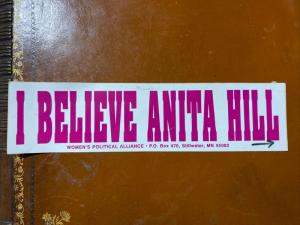 I BELIEVE ANITA HILL
WOMEN'S POLITICAL ALLIANCE • P.O. Box 470, Stillwater, MN 55082